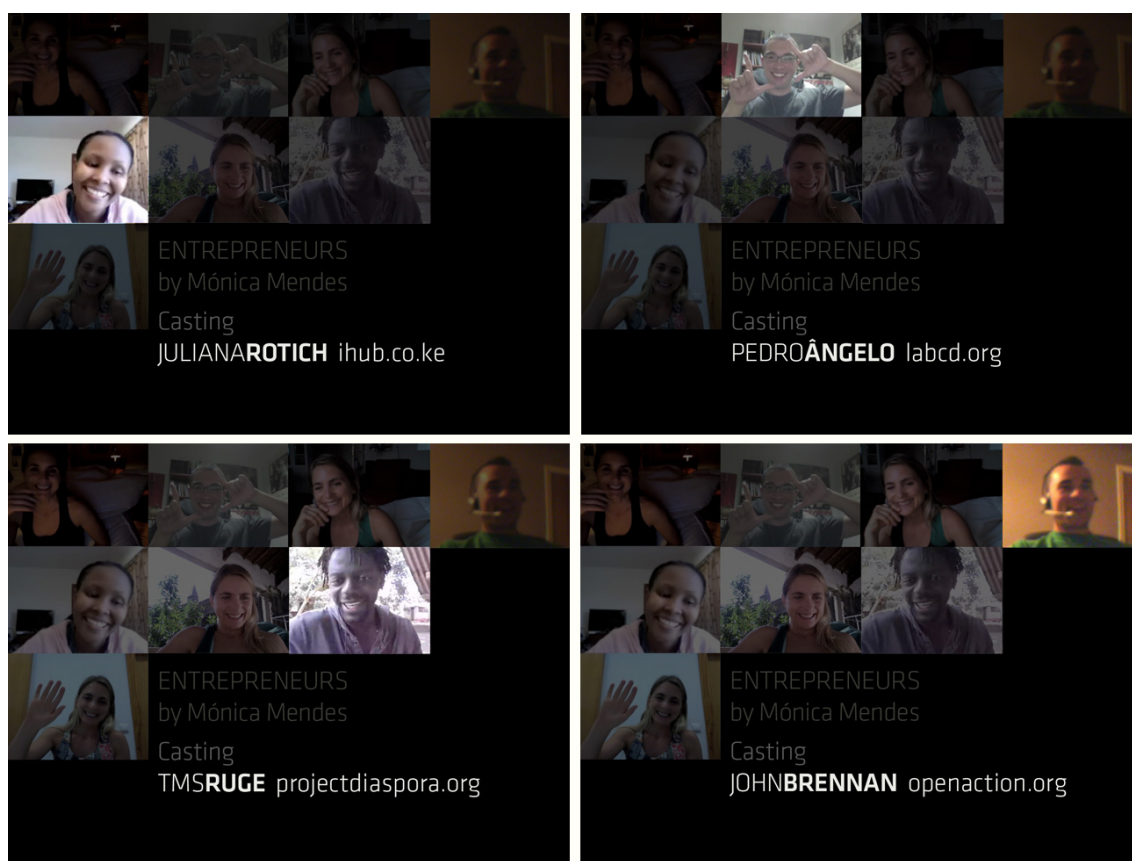 ENTREPRENEURS
by Mónica Mendes
Casting
JULIANAROTICH ihub.co.ke
ENTREPRENEURS
by Mónica Mendes
Casting
PEDROÂNGELO labcd.org
ENTREPRENEURS
by Mónica Mendes
Casting
TMSRUGE projectdiaspora.org
ENTREPRENEURS
by Mónica Mendes
Casting
JOHNBRENNAN openaction.org